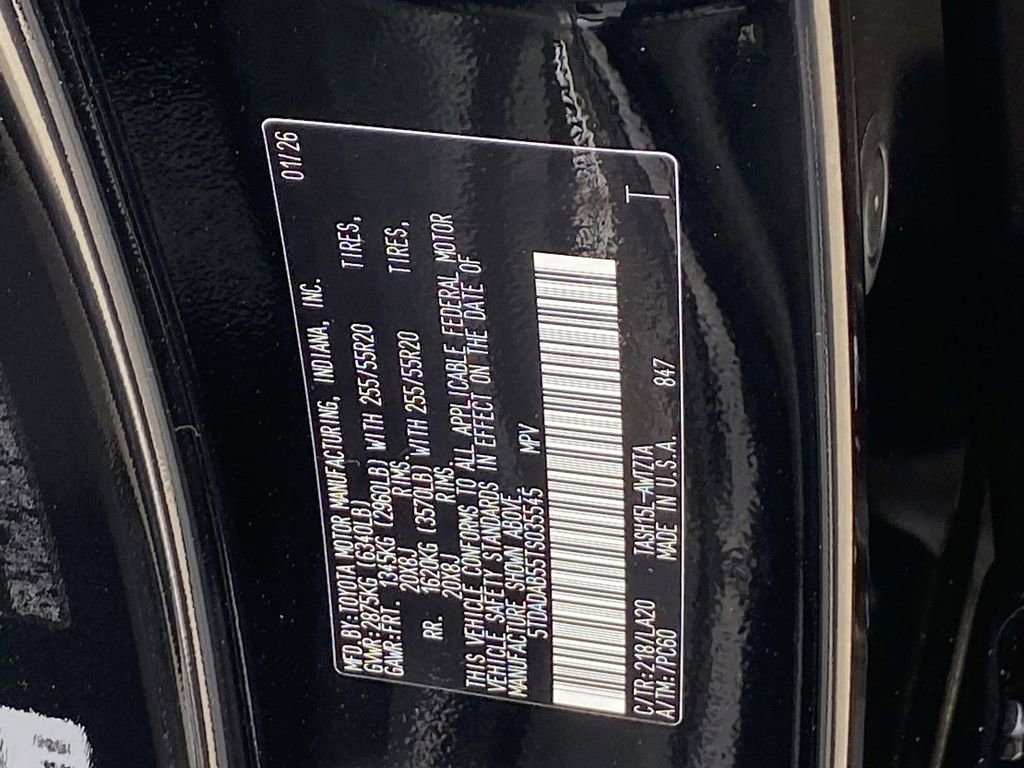 MFD.BY:TOYOTA MOTOR MANUFACTURING, INDIANA, INC. 01/26
GVWR:2875KG (6340LB)
GAWR:FRT. 1345KG (2960LB) WITH 255/55R20 TIRES,
20X8J RIMS.
RR. 1620KG (3570LB) WITH 255/55R20 TIRES,
20X8J RIMS.
THIS VEHICLE CONFORMS TO ALL APPLICABLE FEDERAL MOTOR
VEHICLE SAFETY STANDARDS IN EFFECT ON THE DATE OF
MANUFACTURE SHOWN ABOVE.
5TDADAB55TS035545 MPV
C/TR:218/LA20 847
A/TM:/PC60 MADE IN U.S.A.